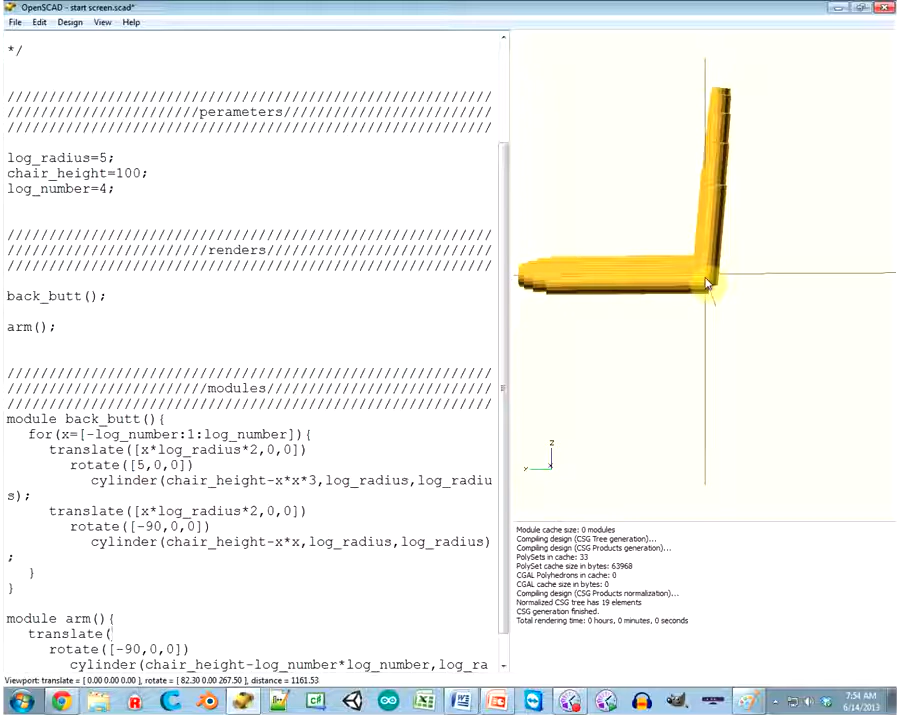 OpenSCAD - start screen.scad*
File Edit Design View Help
*/
////////////////////////////////////////////////////////////
////////////////////////perameters//////////////////////////
////////////////////////////////////////////////////////////
log_radius=5;
chair_height=100;
log_number=4;
////////////////////////////////////////////////////////////
/////////////////////////renders////////////////////////////
////////////////////////////////////////////////////////////
back_butt();
arm();
////////////////////////////////////////////////////////////
/////////////////////////modules////////////////////////////
////////////////////////////////////////////////////////////
module back_butt(){
for(x=[-log_number:1:log_number]){
translate([x*log_radius*2,0,0])
rotate([5,0,0])
cylinder(chair_height-x*x*3,log_radius,log_radiu
s);
translate([x*log_radius*2,0,0])
rotate([-90,0,0])
cylinder(chair_height-x*x,log_radius,log_radius)
;
}
}
module arm(){
translate(
rotate([-90,0,0])
cylinder(chair_height-log_number*log_number,log_ra
z
y
Module cache size: 0 modules
Compiling design (CSG Tree generation)...
Compiling design (CSG Products generation)...
PolySets in cache: 33
PolySet cache size in bytes: 63968
CGAL Polyhedrons in cache: 0
CGAL cache size in bytes: 0
Compiling design (CSG Products normalization)...
Normalized CSG tree has 19 elements
CSG generation finished.
Total rendering time: 0 hours, 0 minutes, 0 seconds
Viewport: translate = [ 0.00 0.00 0.00 ], rotate = [ 82.30 0.00 267.50 ], distance = 1161.53
7:54 AM
6/14/2013